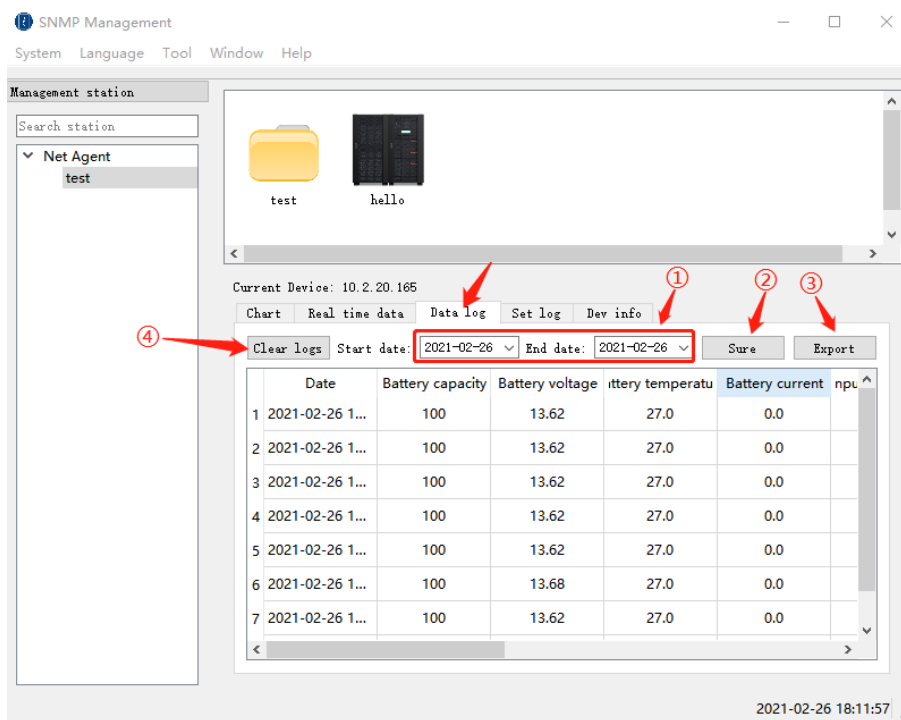 SNMP Management
System Language Tool Window Help
Management station
Search station
Net Agent
test
test hello
Current Device: 10.2.20.165
Chart Real time data Data log Set log Dev info
① ② ③ ④
Clear logs Start date: 2021-02-26 End date: 2021-02-26 Sure Export
Date Battery capacity Battery voltage ttery temperatu Battery current npu
1 2021-02-26 1... 100 13.62 27.0 0.0
2 2021-02-26 1... 100 13.62 27.0 0.0
3 2021-02-26 1... 100 13.62 27.0 0.0
4 2021-02-26 1... 100 13.62 27.0 0.0
5 2021-02-26 1... 100 13.62 27.0 0.0
6 2021-02-26 1... 100 13.68 27.0 0.0
7 2021-02-26 1... 100 13.62 27.0 0.0
2021-02-26 18:11:57